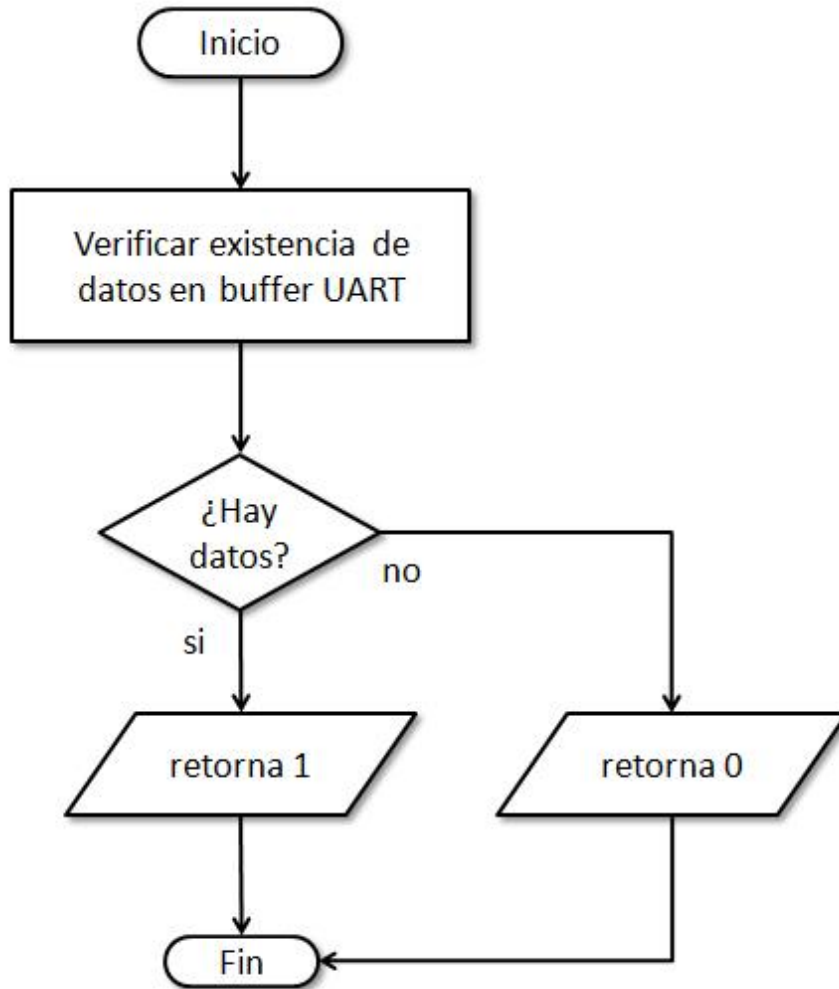 Inicio
Verificar existencia de
datos en buffer UART
¿Hay
datos?
no
si
retorna 1
retorna 0
Fin